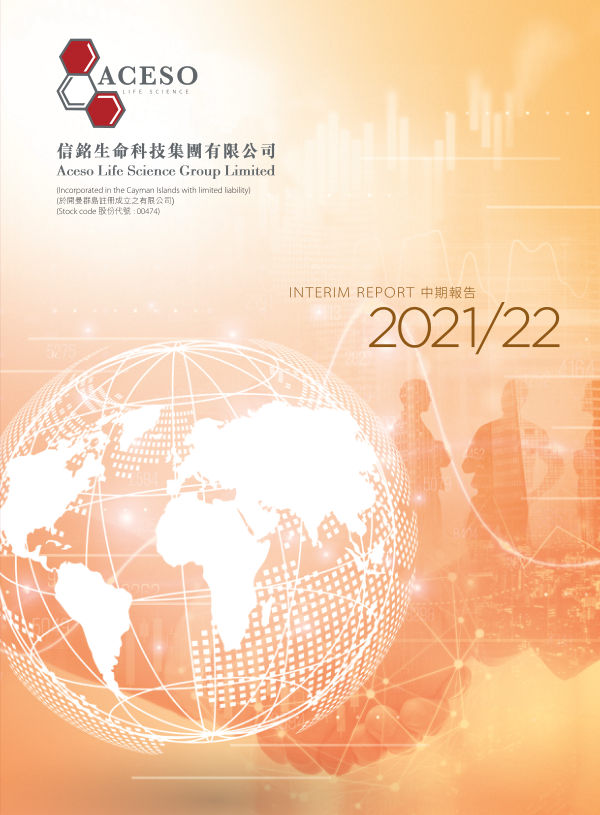 ACESO
LIFE SCIENCE
信銘生命科技集團有限公司
Aceso Life Science Group Limited
(Incorporated in the Cayman Islands with limited liability)
(於開曼群島註冊成立之有限公司)
(Stock code 股份代號 : 00474)
INTERIM REPORT 中期報告
2021/22
5276